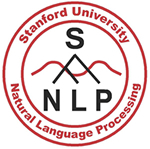 Stanford University
S
NLP
Natural Language Processing